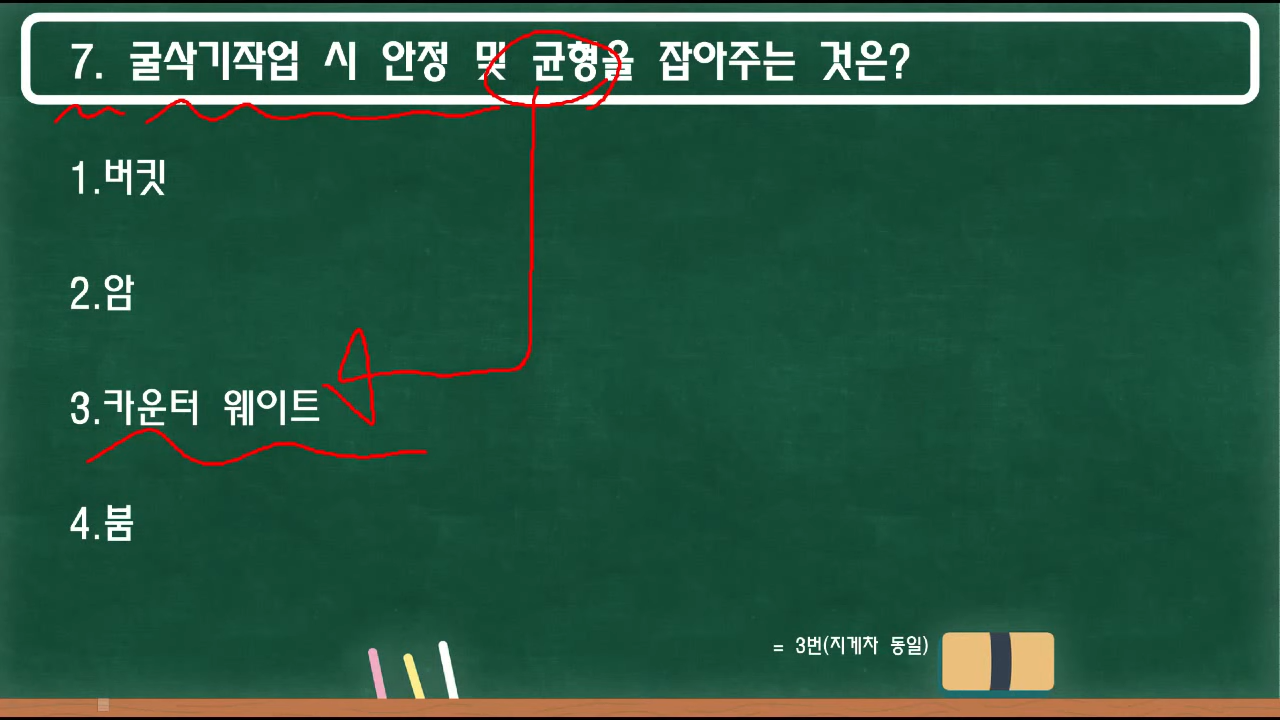 7. 굴삭기작업 시 안정 및 균형을 잡아주는 것은?
1.버킷
2.암
3.카운터 웨이트
4.붐
= 3번(지게차 동일)